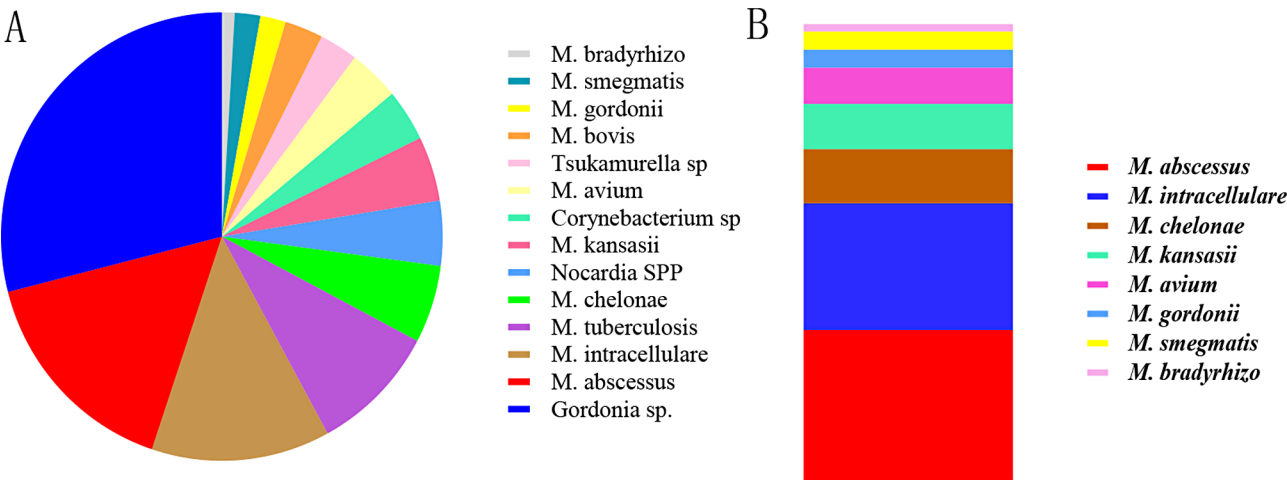 A
M. bradyrhizo
M. smegmatis
M. gordonii
M. bovis
Tsukamurella sp
M. avium
Corynebacterium sp
M. kansasii
Nocardia SPP
M. chelonae
M. tuberculosis
M. intracellulare
M. abscessus
Gordonia sp.
B
M. abscessus
M. intracellulare
M. chelonae
M. kansasii
M. avium
M. gordonii
M. smegmatis
M. bradyrhizo